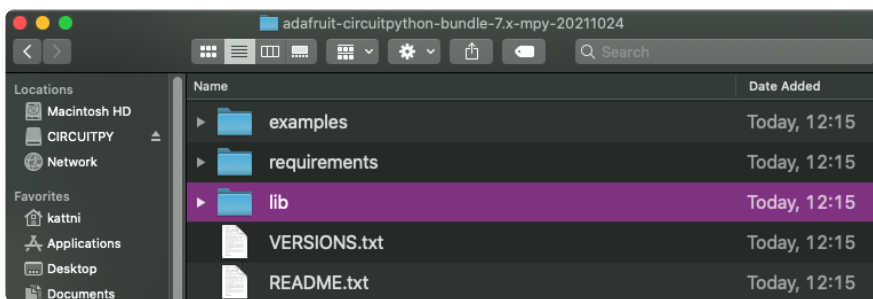 adafruit-circuitpython-bundle-7.x-mpy-20211024
Search
Locations
Macintosh HD
CIRCUITPY
Network
Favorites
kattni
Applications
Desktop
Documents
Name Date Added
examples Today, 12:15
requirements Today, 12:15
lib Today, 12:15
VERSIONS.txt Today, 12:15
README.txt Today, 12:15